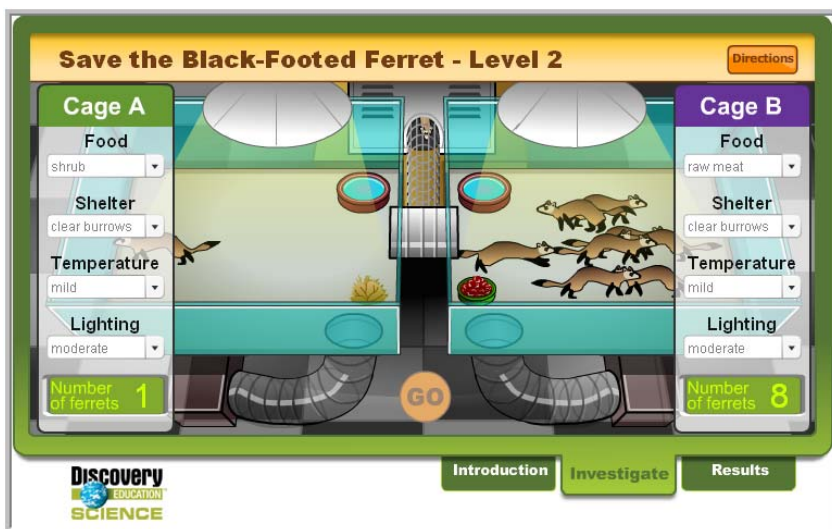 Save the Black-Footed Ferret - Level 2
Directions
Cage A
Food
shrub
Shelter
clear burrows
Temperature
mild
Lighting
moderate
Number
of ferrets 1
Cage B
Food
raw meat
Shelter
clear burrows
Temperature
mild
Lighting
moderate
Number
of ferrets 8
GO
Introduction
Investigate
Results
Discovery
EDUCATION
SCIENCE